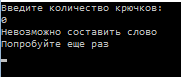 Введите количество крючков:
0
Невозможно составить слово
Попробуйте еще раз